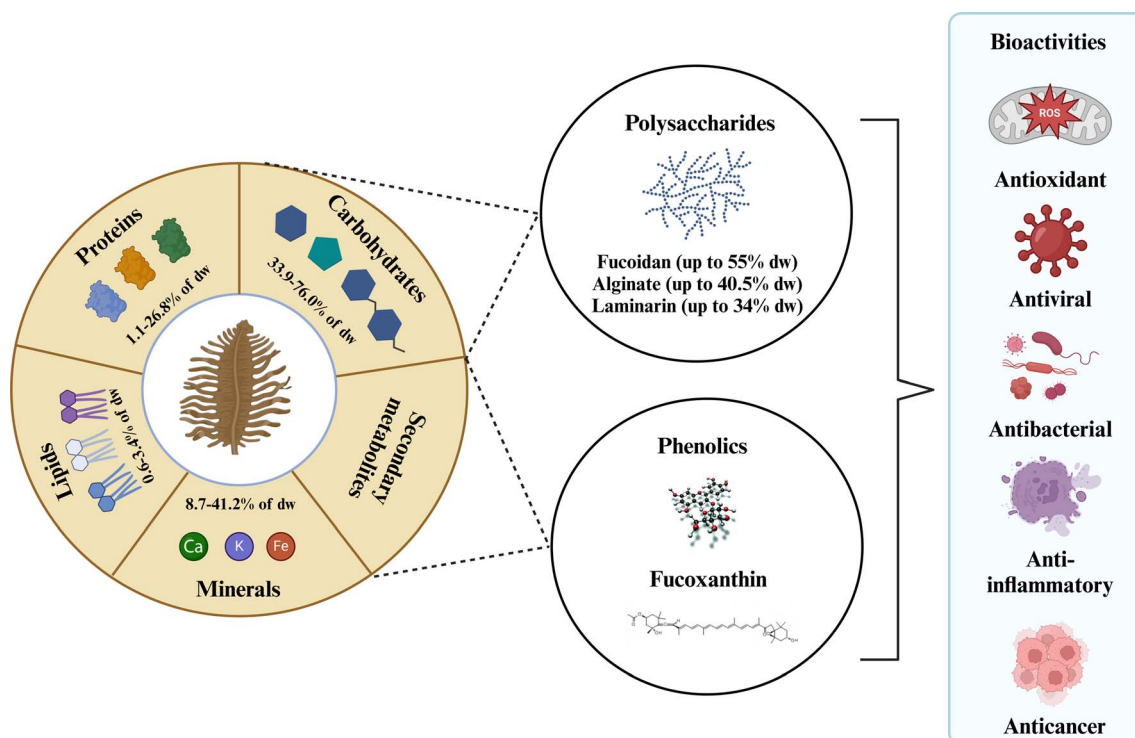 Proteins
1.1-26.8% of dw
Carbohydrates
33.9-76.0% of dw
Lipids
0.6-3.4% of dw
Secondary
metabolites
8.7-41.2% of dw
Ca
K
Fe
Minerals
Polysaccharides
Fucoidan (up to 55% dw)
Alginate (up to 40.5% dw)
Laminarin (up to 34% dw)
Phenolics
Fucoxanthin
Bioactivities
ROS
Antioxidant
Antiviral
Antibacterial
Anti-
inflammatory
Anticancer